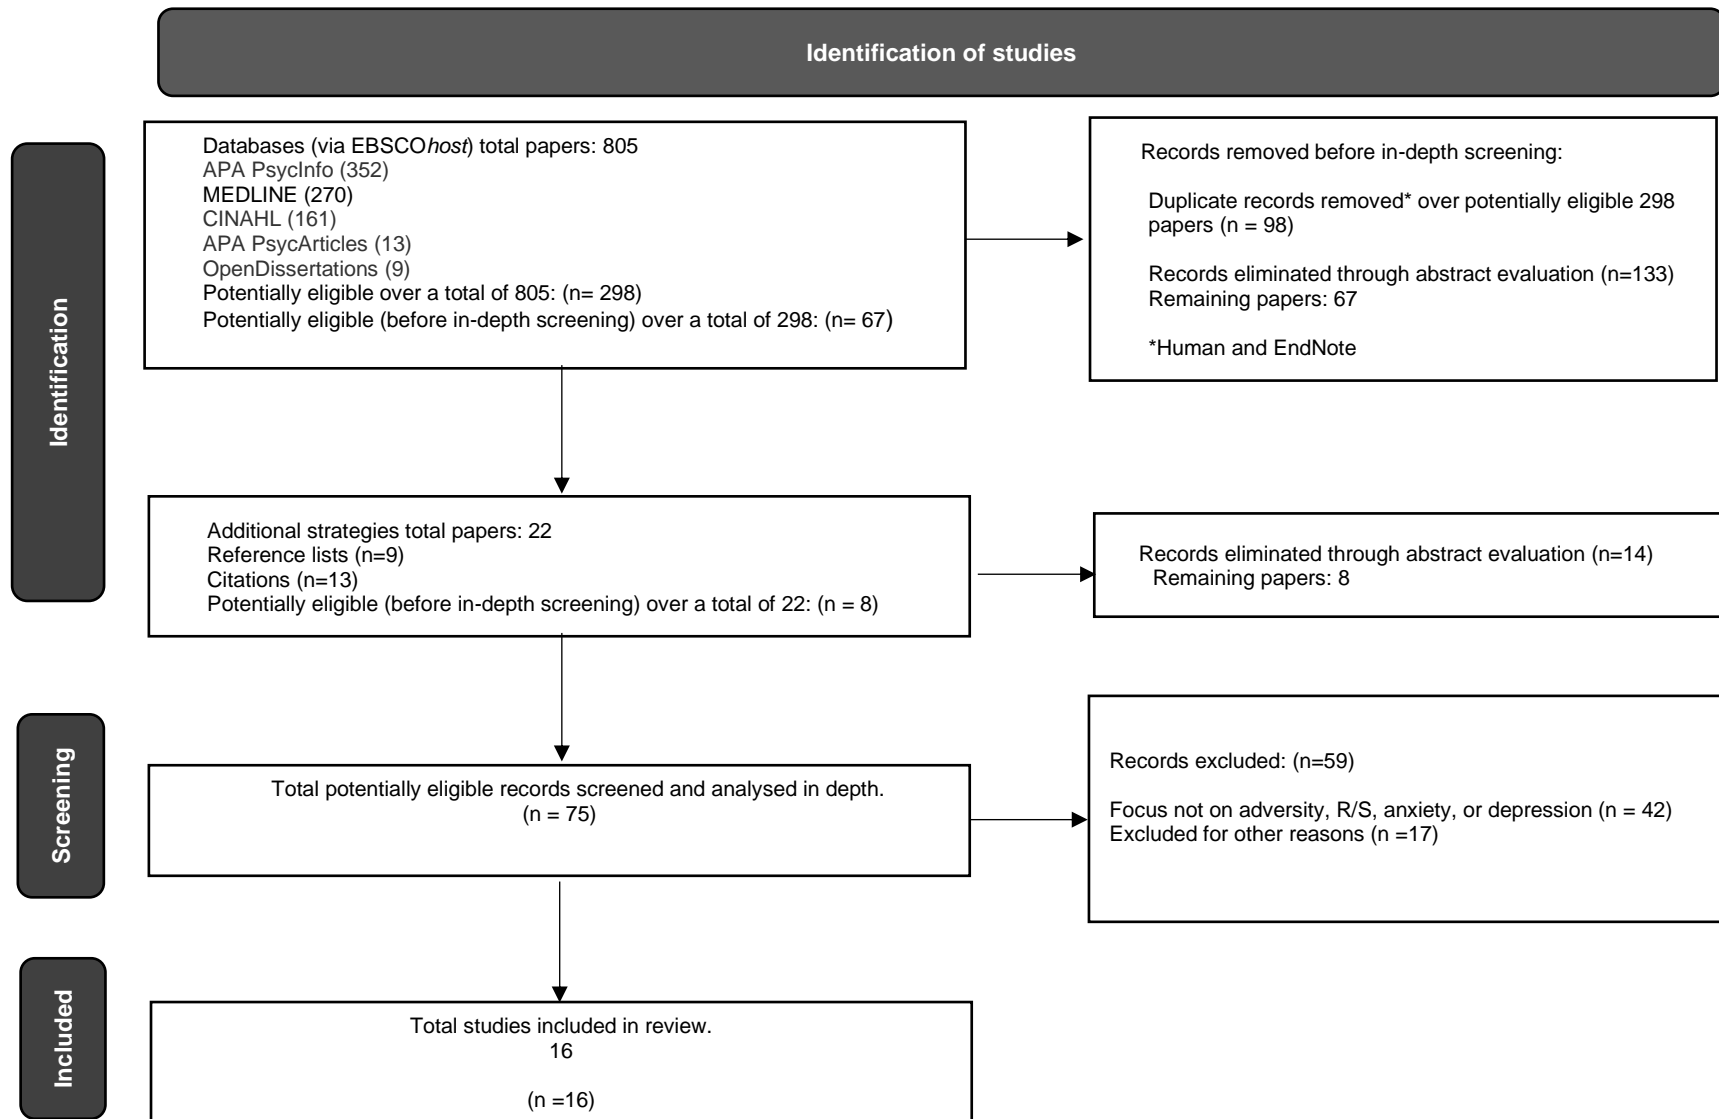 Identification of studies
Identification
Databases (via EBSCOhost) total papers: 805
APA PsycInfo (352)
MEDLINE (270)
CINAHL (161)
APA PsycArticles (13)
OpenDissertations (9)
Potentially eligible over a total of 805: (n= 298)
Potentially eligible (before in-depth screening) over a total of 298: (n= 67)
Records removed before in-depth screening:
Duplicate records removed* over potentially eligible 298
papers (n = 98)
Records eliminated through abstract evaluation (n=133)
Remaining papers: 67
*Human and EndNote
Additional strategies total papers: 22
Reference lists (n=9)
Citations (n=13)
Potentially eligible (before in-depth screening) over a total of 22: (n = 8)
Records eliminated through abstract evaluation (n=14)
Remaining papers: 8
Screening
Total potentially eligible records screened and analysed in depth.
(n = 75)
Records excluded: (n=59)
Focus not on adversity, R/S, anxiety, or depression (n = 42)
Excluded for other reasons (n =17)
Included
Total studies included in review.
16
(n =16)